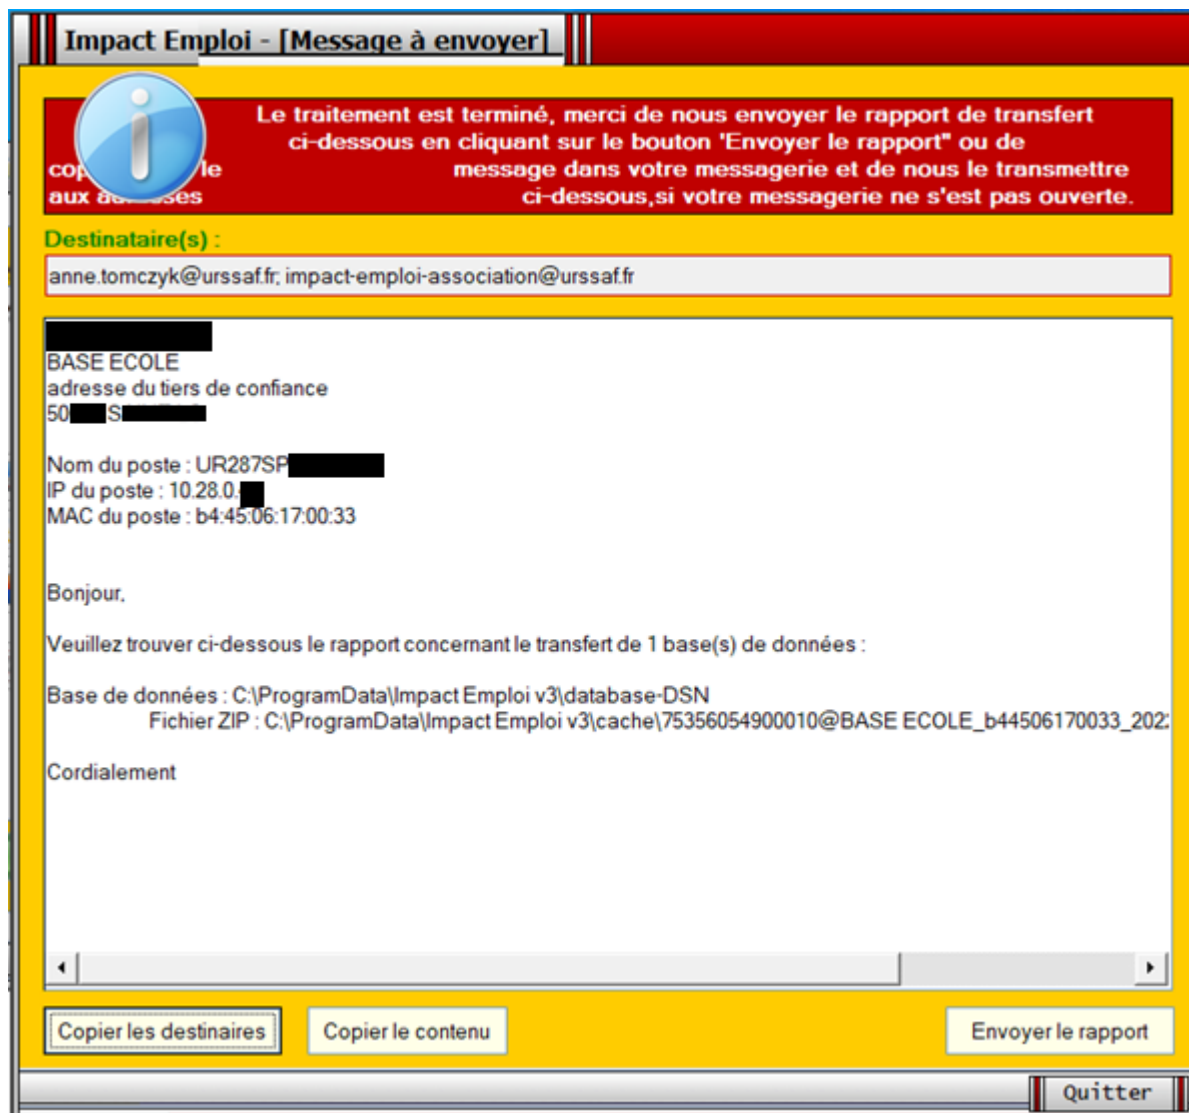 Impact Emploi - [Message à envoyer]
Le traitement est terminé, merci de nous envoyer le rapport de transfert
ci-dessous en cliquant sur le bouton 'Envoyer le rapport" ou de
le message dans votre messagerie et de nous le transmettre
aux ci-dessous,si votre messagerie ne s'est pas ouverte.
Destinataire(s) :
anne.tomczyk@urssaf.fr; impact-emploi-association@urssaf.fr
BASE ECOLE
adresse du tiers de confiance
50 S
Nom du poste : UR287SP
IP du poste : 10.28.0.
MAC du poste : b4:45:06:17:00:33
Bonjour,
Veuillez trouver ci-dessous le rapport concernant le transfert de 1 base(s) de données :
Base de données : C:\ProgramData\Impact Emploi v3\database-DSN
Fichier ZIP : C:\ProgramData\Impact Emploi v3\cache\75356054900010@BASE ECOLE_b44506170033_202
Cordialement
Copier les destinaires
Copier le contenu
Envoyer le rapport
Quitter